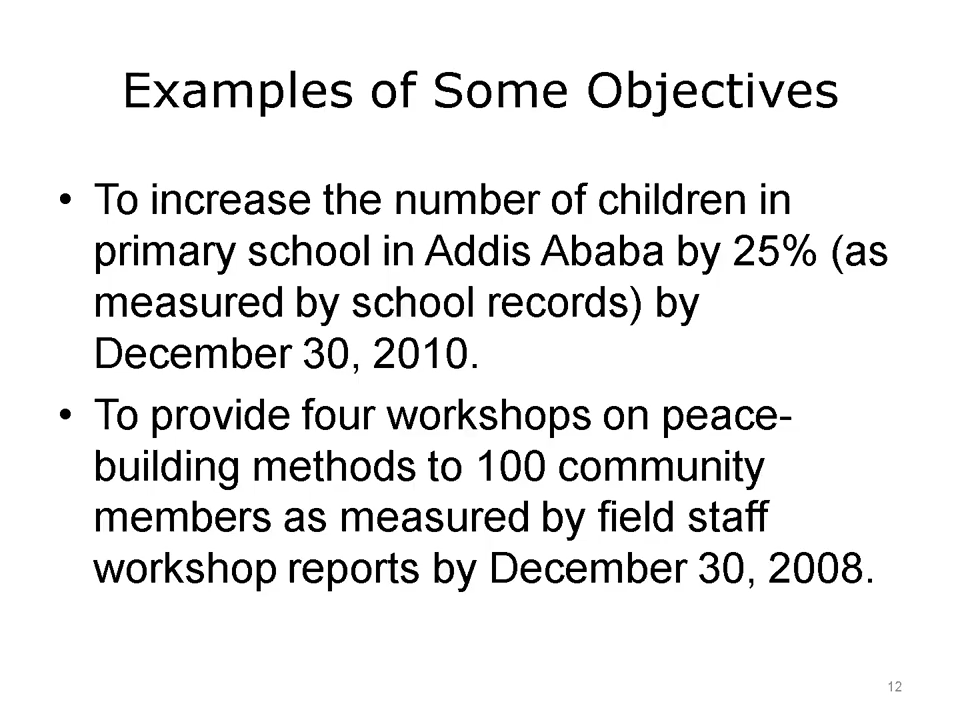 Examples of Some Objectives
• To increase the number of children in
primary school in Addis Ababa by 25% (as
measured by school records) by
December 30, 2010.
• To provide four workshops on peace-
building methods to 100 community
members as measured by field staff
workshop reports by December 30, 2008.
12